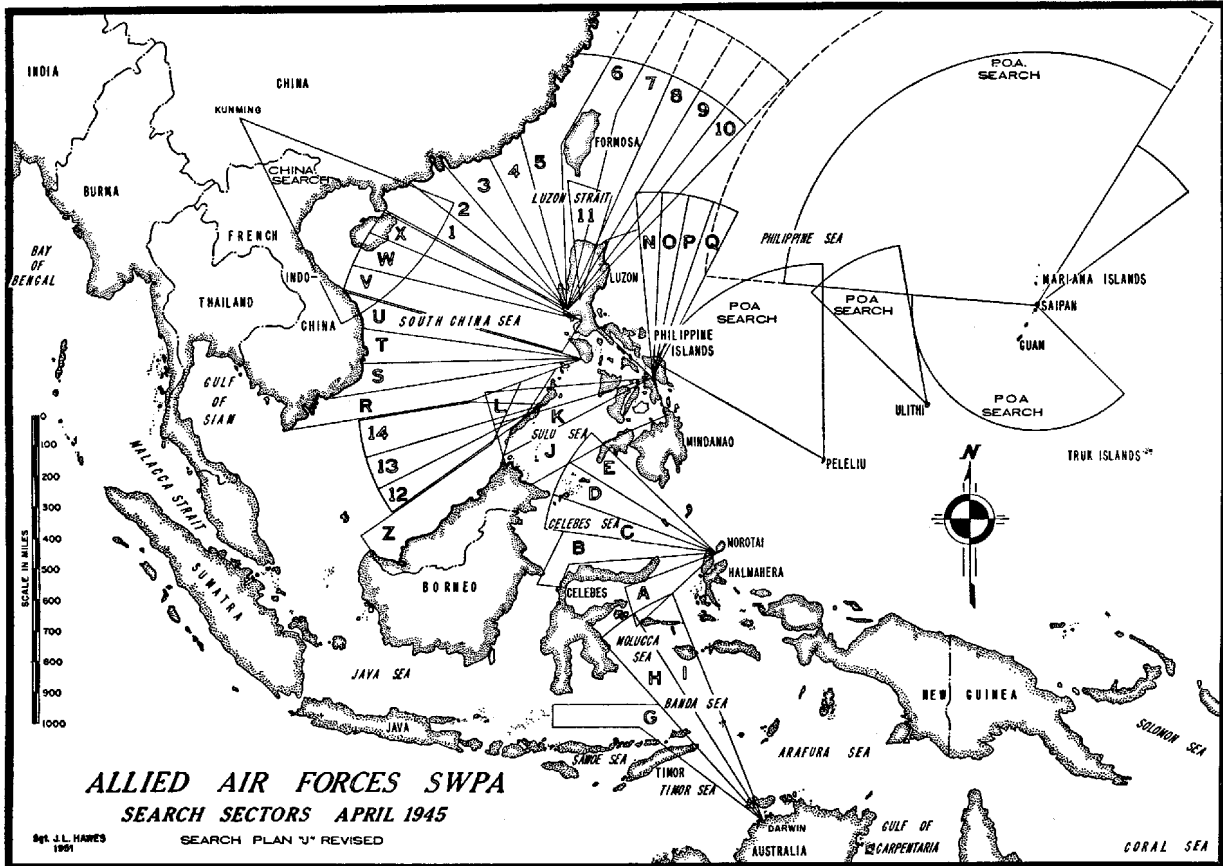 INDIA
CHINA
KUNMING
CHINA
SEARCH
BURMA
BAY
OF
BENGAL
FRENCH
INDO-
CHINA
THAILAND
GULF
OF
SIAM
MALACCA STRAIT
SUMATRA
SOUTH CHINA SEA
FORMOSA
LUZON STRAIT
LUZON
PHILIPPINE
ISLANDS
PHILIPPINE SEA
P.O.A.
SEARCH
POA
SEARCH
POA
SEARCH
POA
SEARCH
MARIANA ISLANDS
SAIPAN
GUAM
ULITHI
PELELIU
TRUK ISLANDS
MINDANAO
SULU SEA
CELEBES SEA
MOROTAI
HALMAHERA
BORNEO
CELEBES
MOLUCCA
SEA
BANDA SEA
JAVA SEA
JAVA
SAWOE SEA
TIMOR
TIMOR SEA
ARAFURA SEA
NEW GUINEA
SOLOMON SEA
DARWIN
AUSTRALIA
GULF OF
CARPENTARIA
CORAL SEA
1
2
3
4
5
6
7
8
9
10
11
X
W
V
U
T
S
R
14
13
12
Z
L
K
J
N
O
P
Q
E
D
C
B
A
H
I
G
N
SCALE IN MILES
0
100
200
300
400
500
600
700
800
900
1000
ALLIED AIR FORCES SWPA
SEARCH SECTORS APRIL 1945
SEARCH PLAN "J" REVISED
Sgt. J.L. HAWES
1951